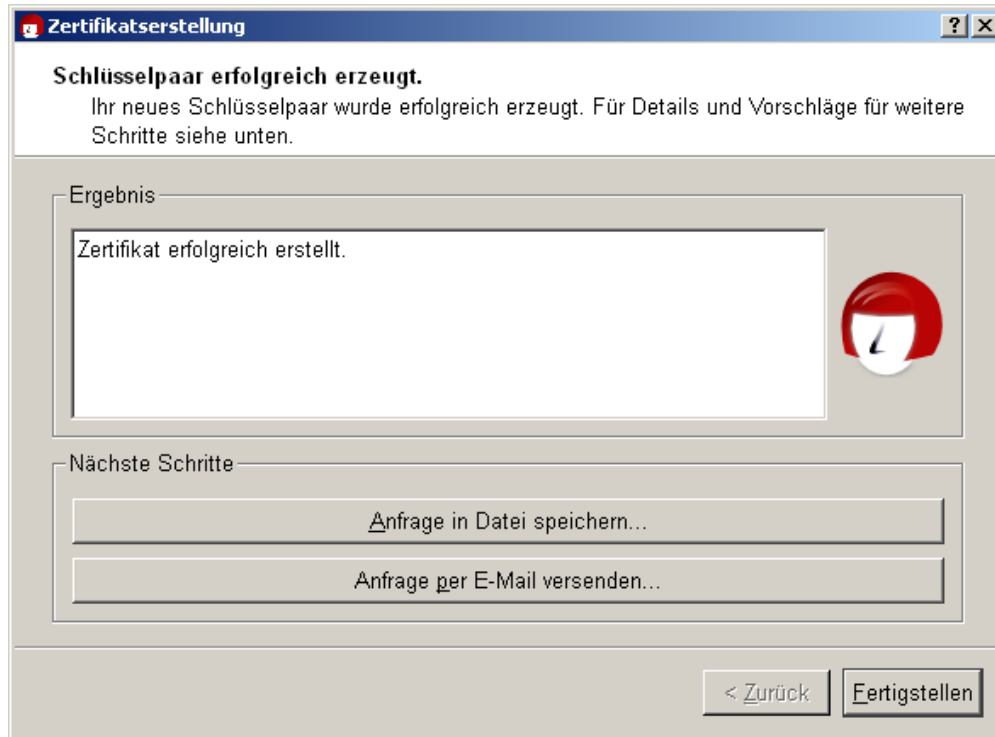 Zertifikatserstellung
Schlüsselpaar erfolgreich erzeugt.
Ihr neues Schlüsselpaar wurde erfolgreich erzeugt. Für Details und Vorschläge für weitere
Schritte siehe unten.
Ergebnis
Zertifikat erfolgreich erstellt.
Nächste Schritte
Anfrage in Datei speichern...
Anfrage per E-Mail versenden...
< Zurück
Fertigstellen